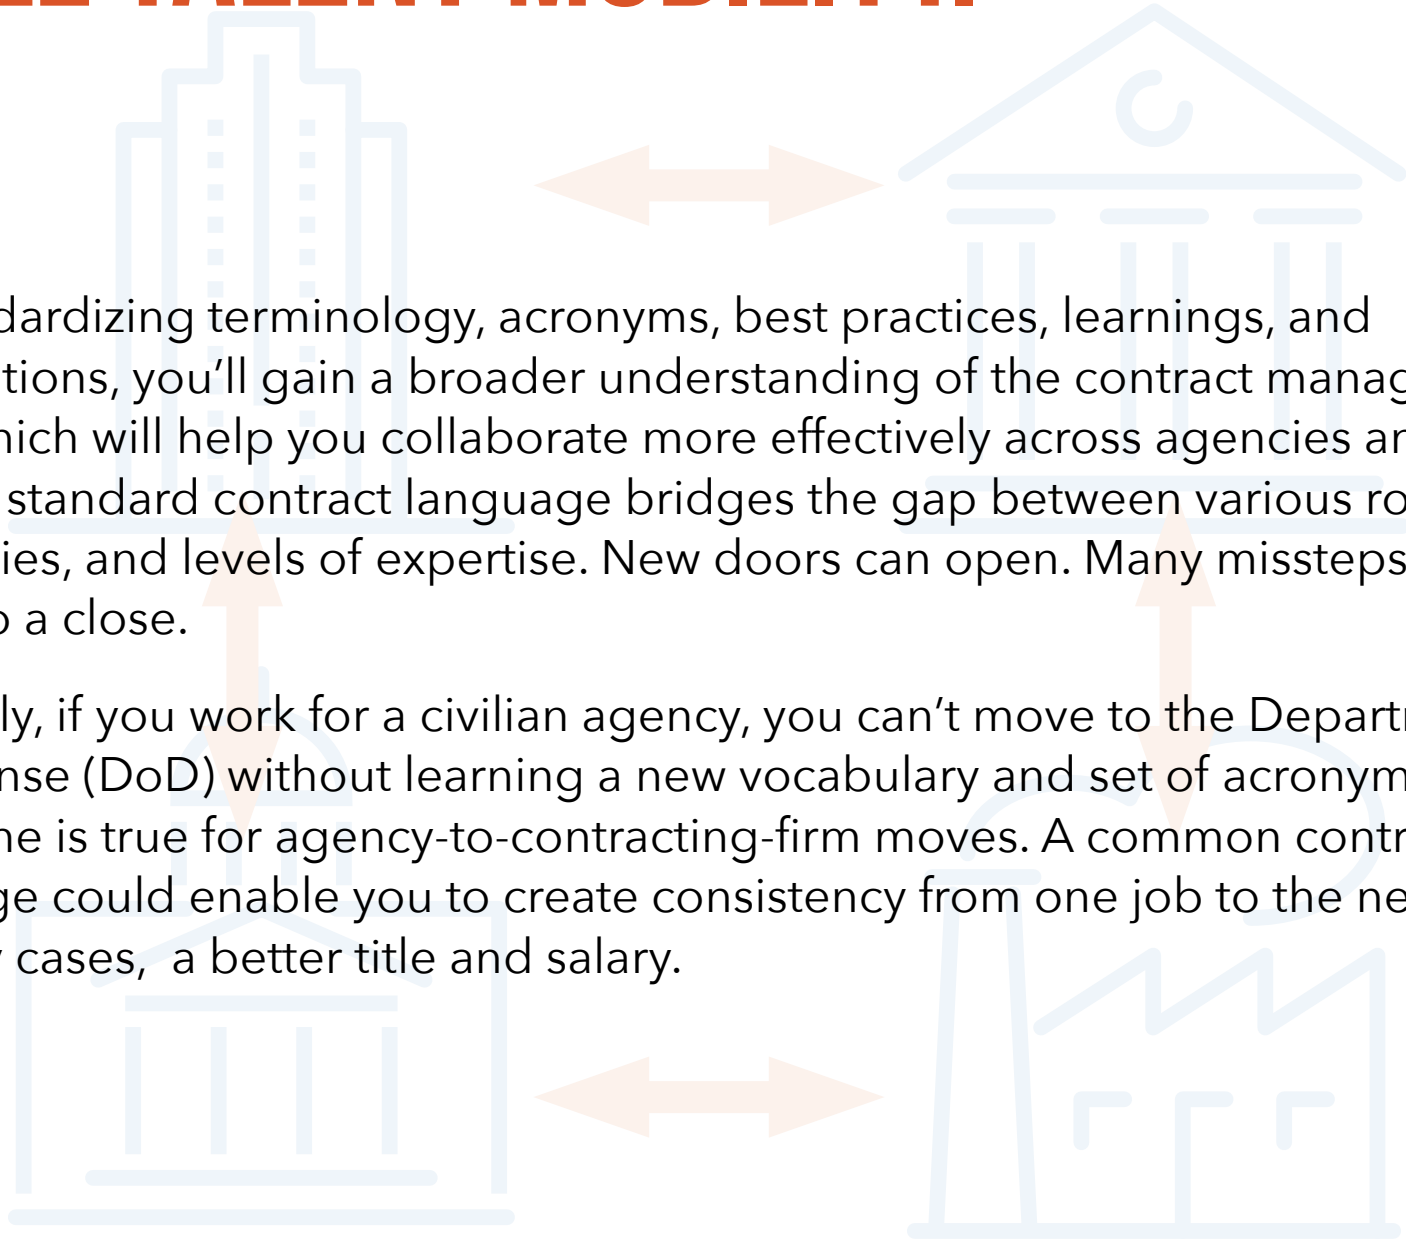 TALENT MOBILITY.
dardizing terminology, acronyms, best practices, learnings, and
tions, you’ll gain a broader understanding of the contract manag
hich will help you collaborate more effectively across agencies an
standard contract language bridges the gap between various ro
ies, and levels of expertise. New doors can open. Many missteps
o a close.
ly, if you work for a civilian agency, you can’t move to the Departm
nse (DoD) without learning a new vocabulary and set of acronym
ne is true for agency-to-contracting-firm moves. A common contr
ge could enable you to create consistency from one job to the ne
y cases, a better title and salary.